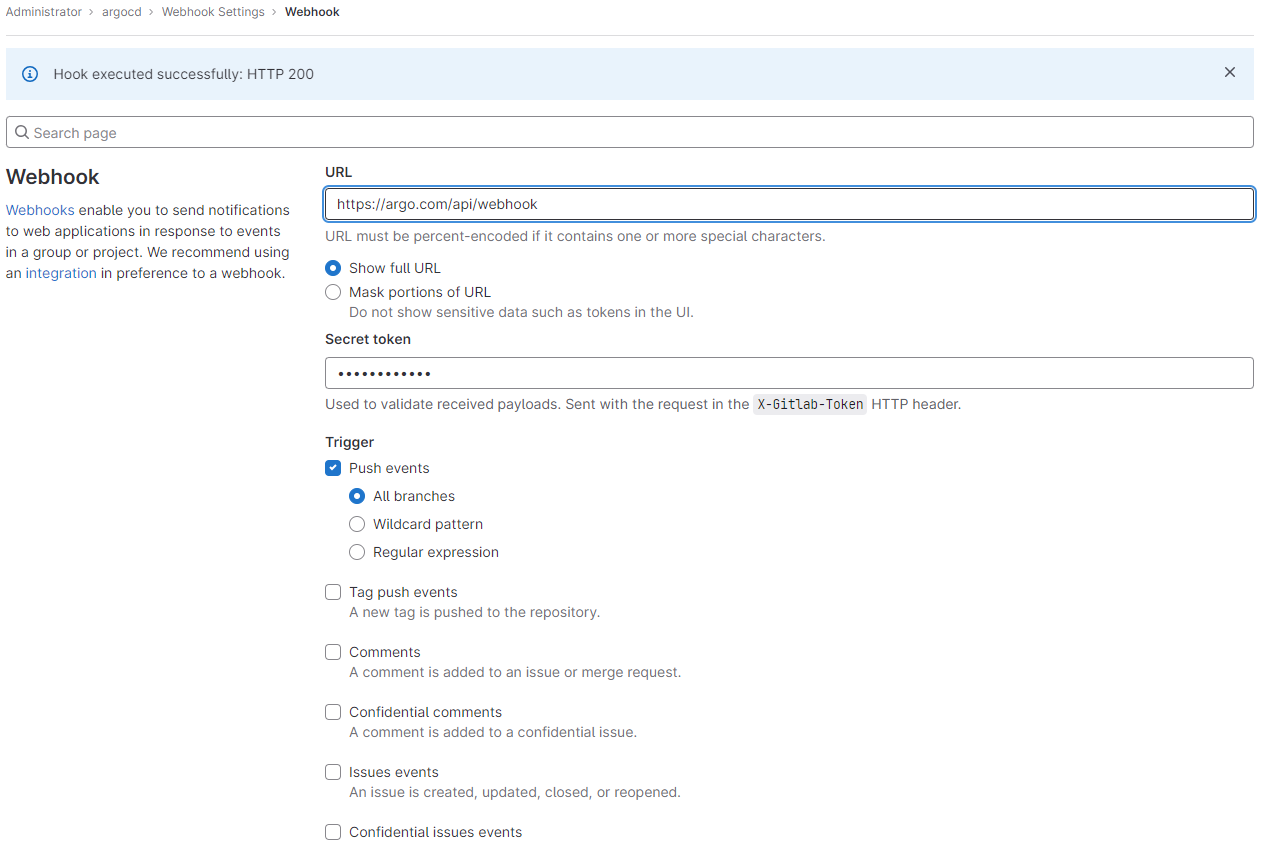 Administrator › argocd › Webhook Settings › Webhook
Hook executed successfully: HTTP 200
Search page
Webhook
Webhooks enable you to send notifications
to web applications in response to events
in a group or project. We recommend using
an integration in preference to a webhook.
URL
https://argo.com/api/webhook
URL must be percent-encoded if it contains one or more special characters.
Show full URL
Mask portions of URL
Do not show sensitive data such as tokens in the UI.
Secret token
••••••••••••
Used to validate received payloads. Sent with the request in the X-Gitlab-Token HTTP header.
Trigger
Push events
All branches
Wildcard pattern
Regular expression
Tag push events
A new tag is pushed to the repository.
Comments
A comment is added to an issue or merge request.
Confidential comments
A comment is added to a confidential issue.
Issues events
An issue is created, updated, closed, or reopened.
Confidential issues events